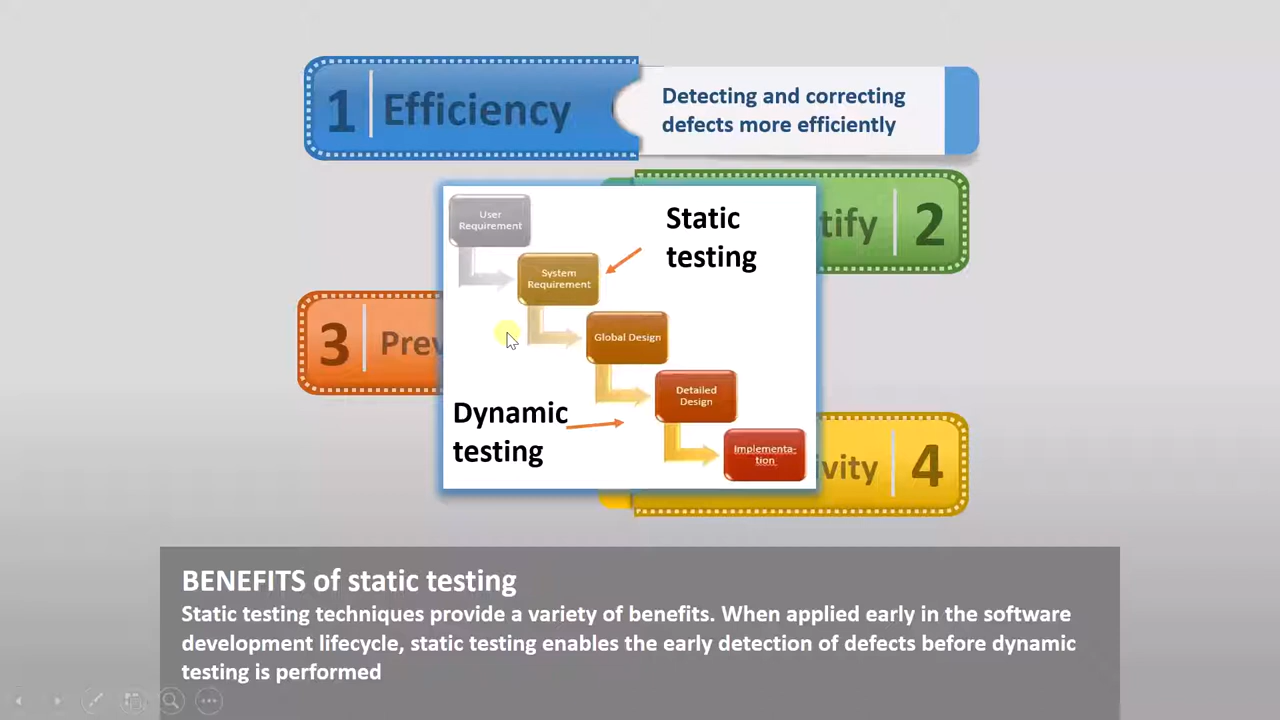 1 Efficiency
Detecting and correcting
defects more efficiently
tify 2
3 Prev
ivity 4
User
Requirement
Static
testing
System
Requirement
Global Design
Detailed
Design
Dynamic
testing
Implementa-
tion
BENEFITS of static testing
Static testing techniques provide a variety of benefits. When applied early in the software
development lifecycle, static testing enables the early detection of defects before dynamic
testing is performed